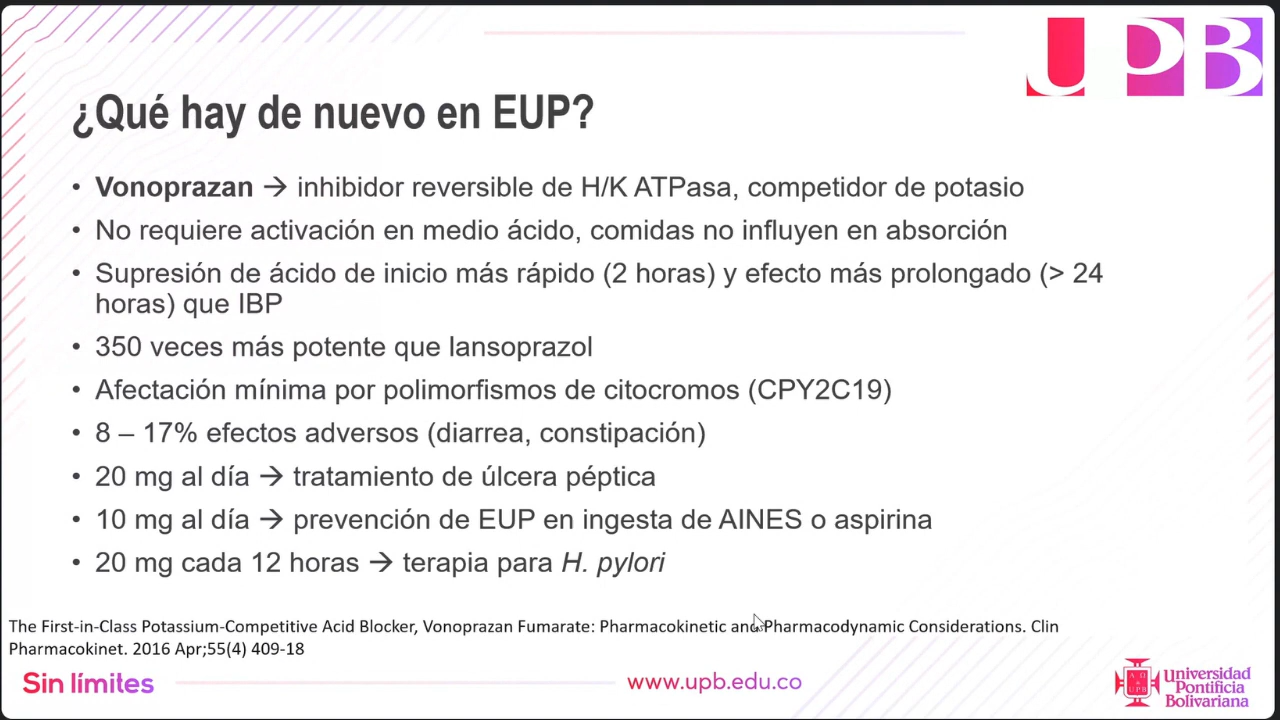 UPB
¿Qué hay de nuevo en EUP?
• Vonoprazan → inhibidor reversible de H/K ATPasa, competidor de potasio
• No requiere activación en medio ácido, comidas no influyen en absorción
• Supresión de ácido de inicio más rápido (2 horas) y efecto más prolongado (> 24
horas) que IBP
• 350 veces más potente que lansoprazol
• Afectación mínima por polimorfismos de citocromos (CPY2C19)
• 8 – 17% efectos adversos (diarrea, constipación)
• 20 mg al día → tratamiento de úlcera péptica
• 10 mg al día → prevención de EUP en ingesta de AINES o aspirina
• 20 mg cada 12 horas → terapia para H. pylori
The First-in-Class Potassium-Competitive Acid Blocker, Vonoprazan Fumarate: Pharmacokinetic and Pharmacodynamic Considerations. Clin
Pharmacokinet. 2016 Apr;55(4) 409-18
Sin límites
www.upb.edu.co
Universidad
Pontificia
Bolivariana